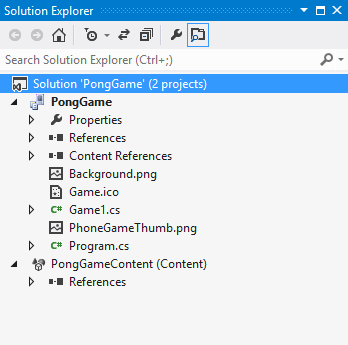 Solution Explorer
Search Solution Explorer (Ctrl+;)
Solution 'PongGame' (2 projects)
PongGame
Properties
References
Content References
Background.png
Game.ico
C# Game1.cs
PhoneGameThumb.png
C# Program.cs
PongGameContent (Content)
References